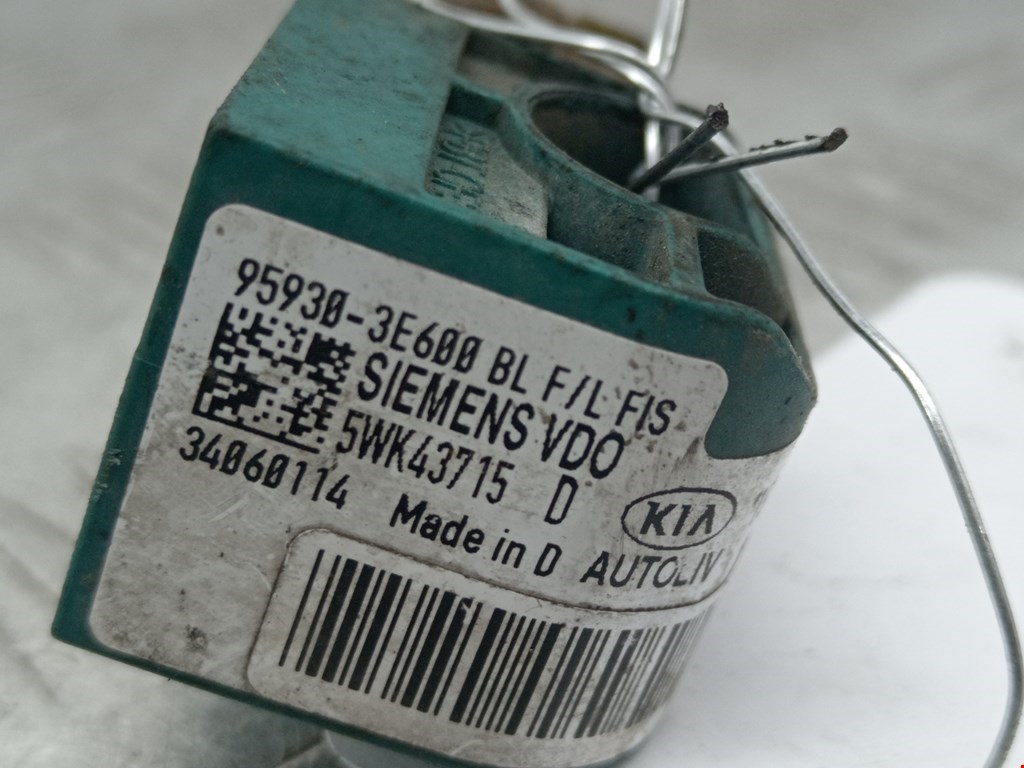 95930-3E600 BL F/L FIS
SIEMENS VDO
5WK43715 D
34060114 Made in D
KIA
AUTOLIV